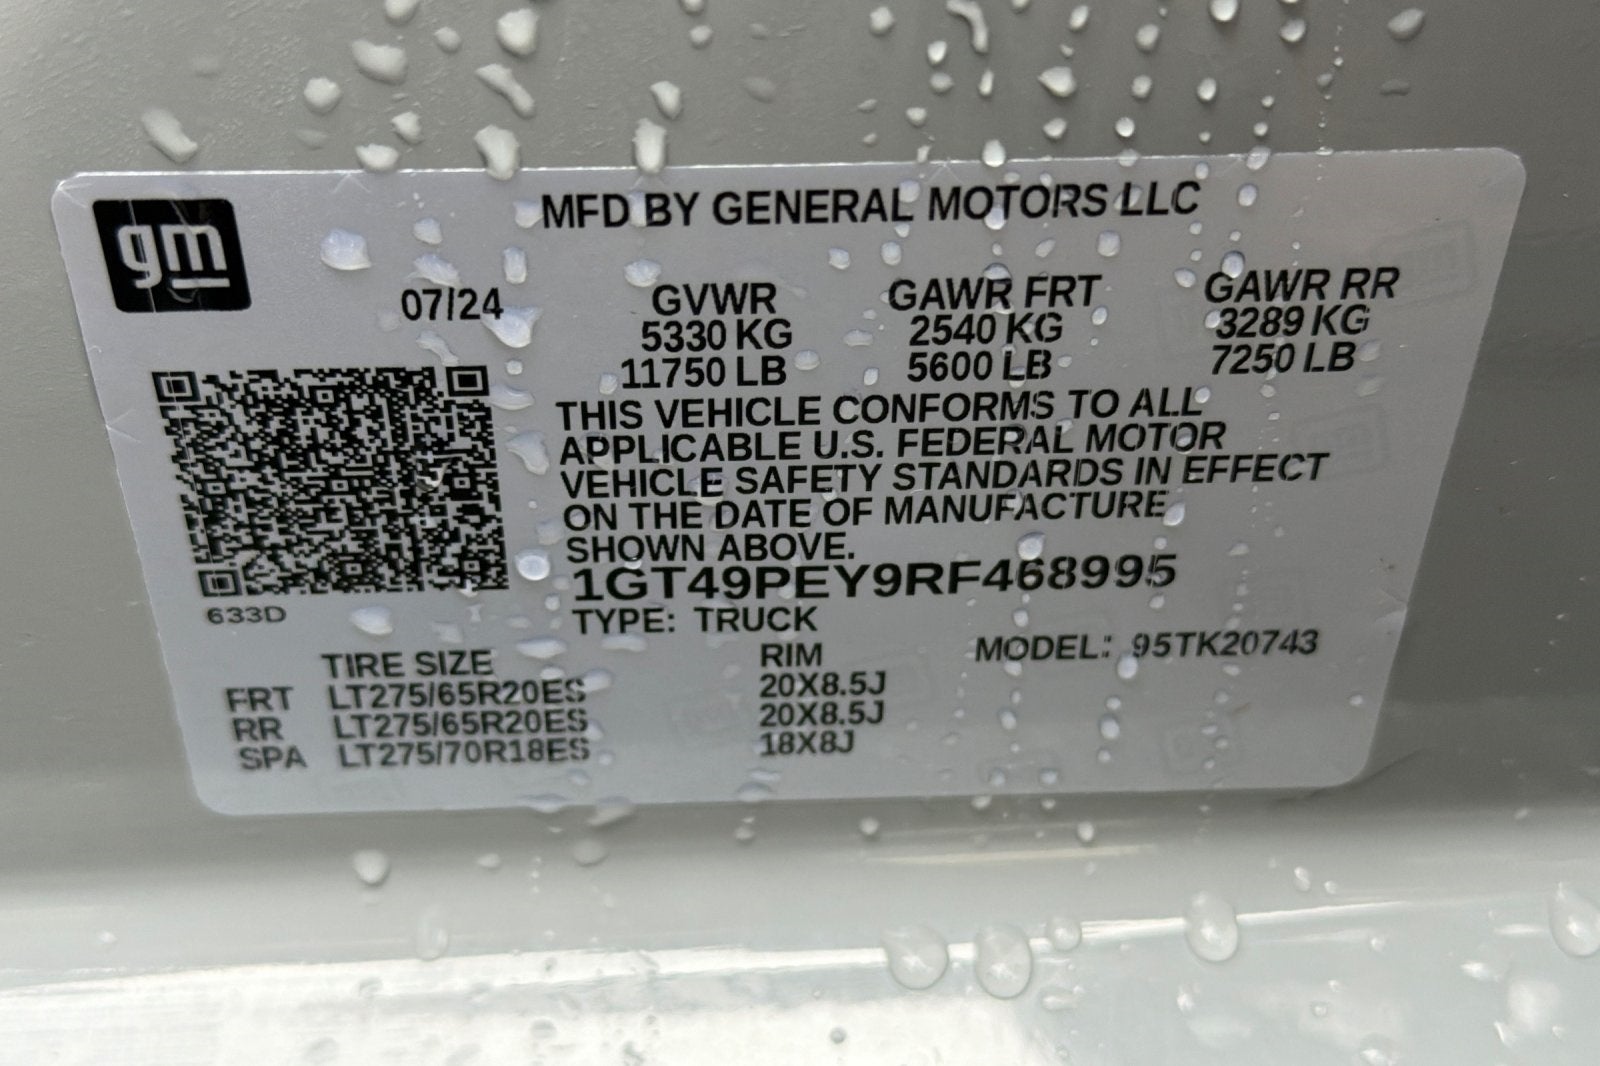 gm
MFD BY GENERAL MOTORS LLC
07/24 GVWR GAWR FRT GAWR RR
5330 KG 2540 KG 3289 KG
11750 LB 5600 LB 7250 LB
THIS VEHICLE CONFORMS TO ALL
APPLICABLE U.S. FEDERAL MOTOR
VEHICLE SAFETY STANDARDS IN EFFECT
ON THE DATE OF MANUFACTURE
SHOWN ABOVE.
1GT49PEY9RF468995
633D
TYPE: TRUCK
MODEL: 95TK20743
TIRE SIZE RIM
FRT LT275/65R20ES 20X8.5J
RR LT275/65R20ES 20X8.5J
SPA LT275/70R18ES 18X8J